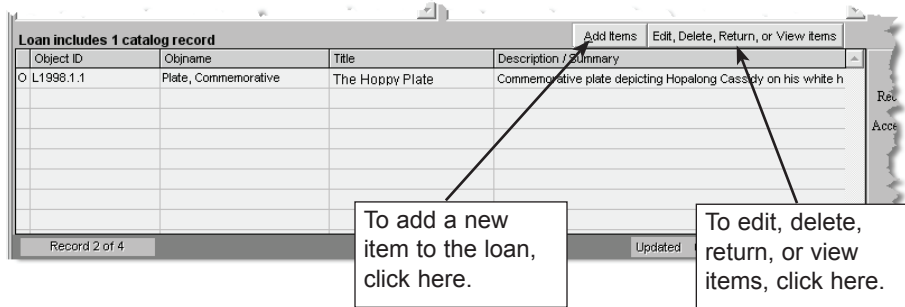 Loan includes 1 catalog record
Add Items
Edit, Delete, Return, or View items
Object ID Objname Title Description / Summary
O L1998.1.1 Plate, Commemorative The Hoppy Plate Commemorative plate depicting Hopalong Cassidy on his white h
Acce
To add a new
item to the loan,
click here.
To edit, delete,
return, or view
items, click here.
Record 2 of 4
Updated